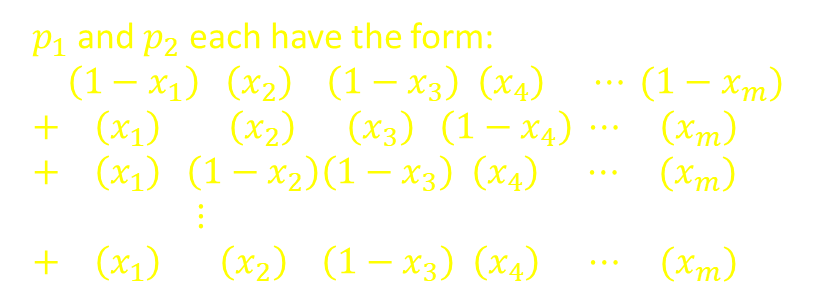 p₁ and p₂ each have the form:
(1 − x₁) (x₂) (1 − x₃) (x₄) ⋯ (1 − xₘ)
+ (x₁) (x₂) (x₃) (1 − x₄) ⋯ (xₘ)
+ (x₁) (1 − x₂)(1 − x₃) (x₄) ⋯ (xₘ)
⋮
+ (x₁) (x₂) (1 − x₃) (x₄) ⋯ (xₘ)